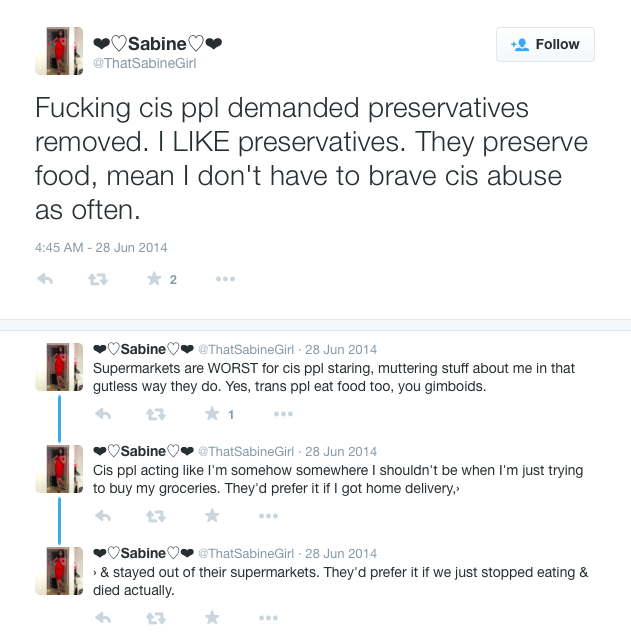 ❤♡Sabine♡❤
@ThatSabineGirl
Follow
Fucking cis ppl demanded preservatives
removed. I LIKE preservatives. They preserve
food, mean I don't have to brave cis abuse
as often.
4:45 AM - 28 Jun 2014
2
❤♡Sabine♡❤ @ThatSabineGirl · 28 Jun 2014
Supermarkets are WORST for cis ppl staring, muttering stuff about me in that
gutless way they do. Yes, trans ppl eat food too, you gimboids.
1
❤♡Sabine♡❤ @ThatSabineGirl · 28 Jun 2014
Cis ppl acting like I'm somehow somewhere I shouldn't be when I'm just trying
to buy my groceries. They'd prefer it if I got home delivery,›
❤♡Sabine♡❤ @ThatSabineGirl · 28 Jun 2014
› & stayed out of their supermarkets. They'd prefer it if we just stopped eating &
died actually.